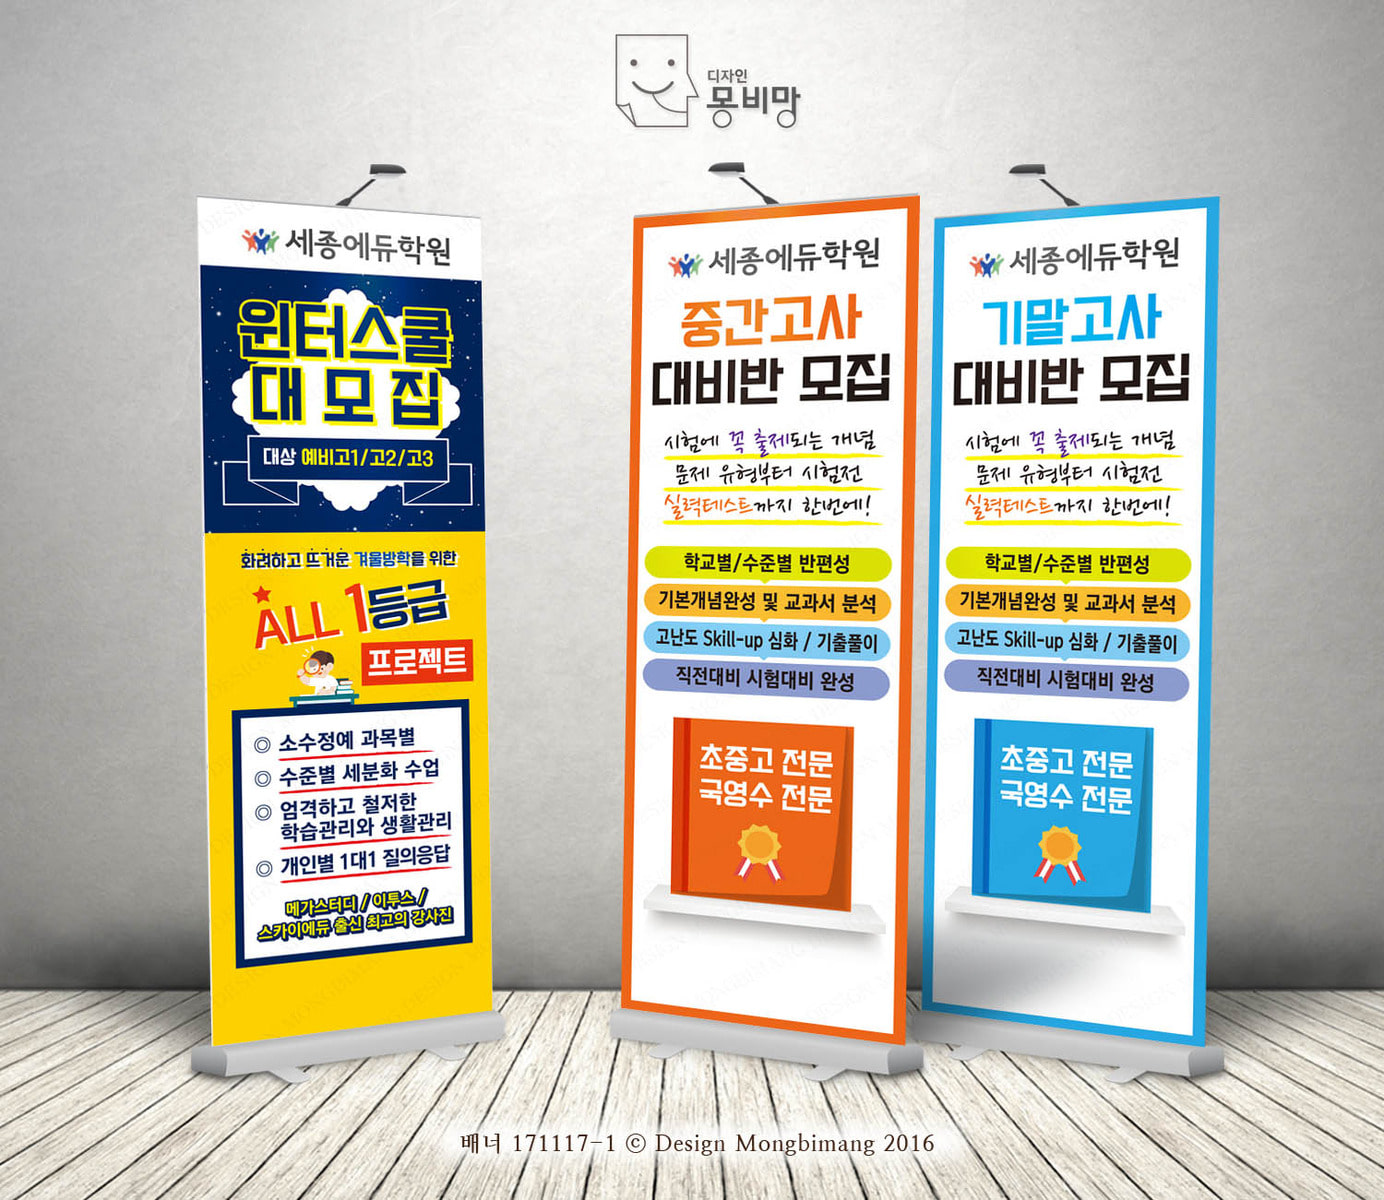 디자인
몽비망
세종에듀학원
윈터스쿨
대 모 집
대상 예비고1/고2/고3
화려하고 뜨거운 겨울방학을 위한
ALL 1등급
프로젝트
◎ 소수정예 과목별
◎ 수준별 세분화 수업
◎ 엄격하고 철저한
학습관리와 생활관리
◎ 개인별 1대1 질의응답
메가스터디 / 이투스 /
스카이에듀 출신 최고의 강사진
세종에듀학원
중간고사
대비반 모집
시험에 꼭 출제되는 개념
문제 유형부터 시험전
실력테스트까지 한번에!
학교별/수준별 반편성
기본개념완성 및 교과서 분석
고난도 Skill-up 심화 / 기출풀이
직전대비 시험대비 완성
초중고 전문
국영수 전문
세종에듀학원
기말고사
대비반 모집
시험에 꼭 출제되는 개념
문제 유형부터 시험전
실력테스트까지 한번에!
학교별/수준별 반편성
기본개념완성 및 교과서 분석
고난도 Skill-up 심화 / 기출풀이
직전대비 시험대비 완성
초중고 전문
국영수 전문
배너 171117-1 ⓒ Design Mongbimang 2016